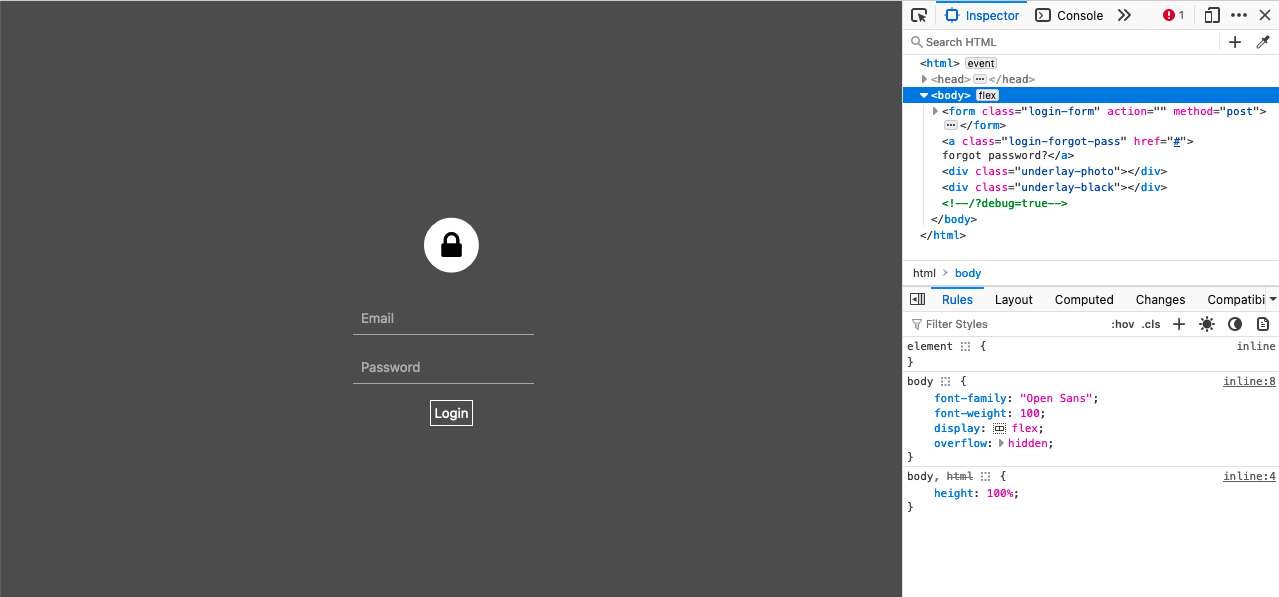 Email
Password
Login
Inspector
Console
1
Search HTML
<html> event
<head> </head>
<body> flex
<form class="login-form" action="" method="post">
</form>
<a class="login-forgot-pass" href="#">
forgot password?</a>
<div class="underlay-photo"></div>
<div class="underlay-black"></div>
<!--/?debug=true-->
</body>
</html>
html > body
Rules Layout Computed Changes Compatibi
Filter Styles :hov .cls +
element { inline
}
body { inline:8
font-family: "Open Sans";
font-weight: 100;
display: flex;
overflow: hidden;
}
body, html { inline:4
height: 100%;
}